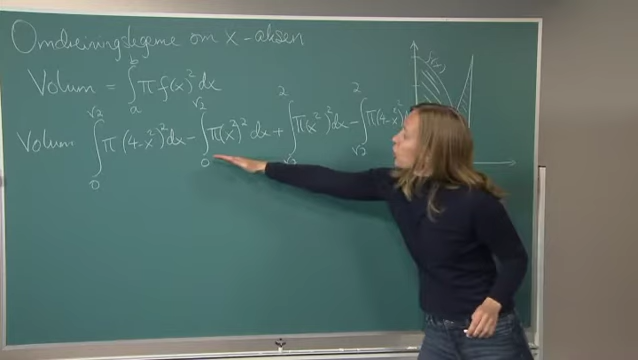 Omdreiningslegeme om x-aksen
f(x)
Volum = ∫_a^b π f(x)² dx
Volum = ∫_0^√2 π (4-x²)² dx - ∫_0^√2 π(x²)² dx + ∫_√2^2 π(x²)² dx - ∫_√2^2 π(4-x²)